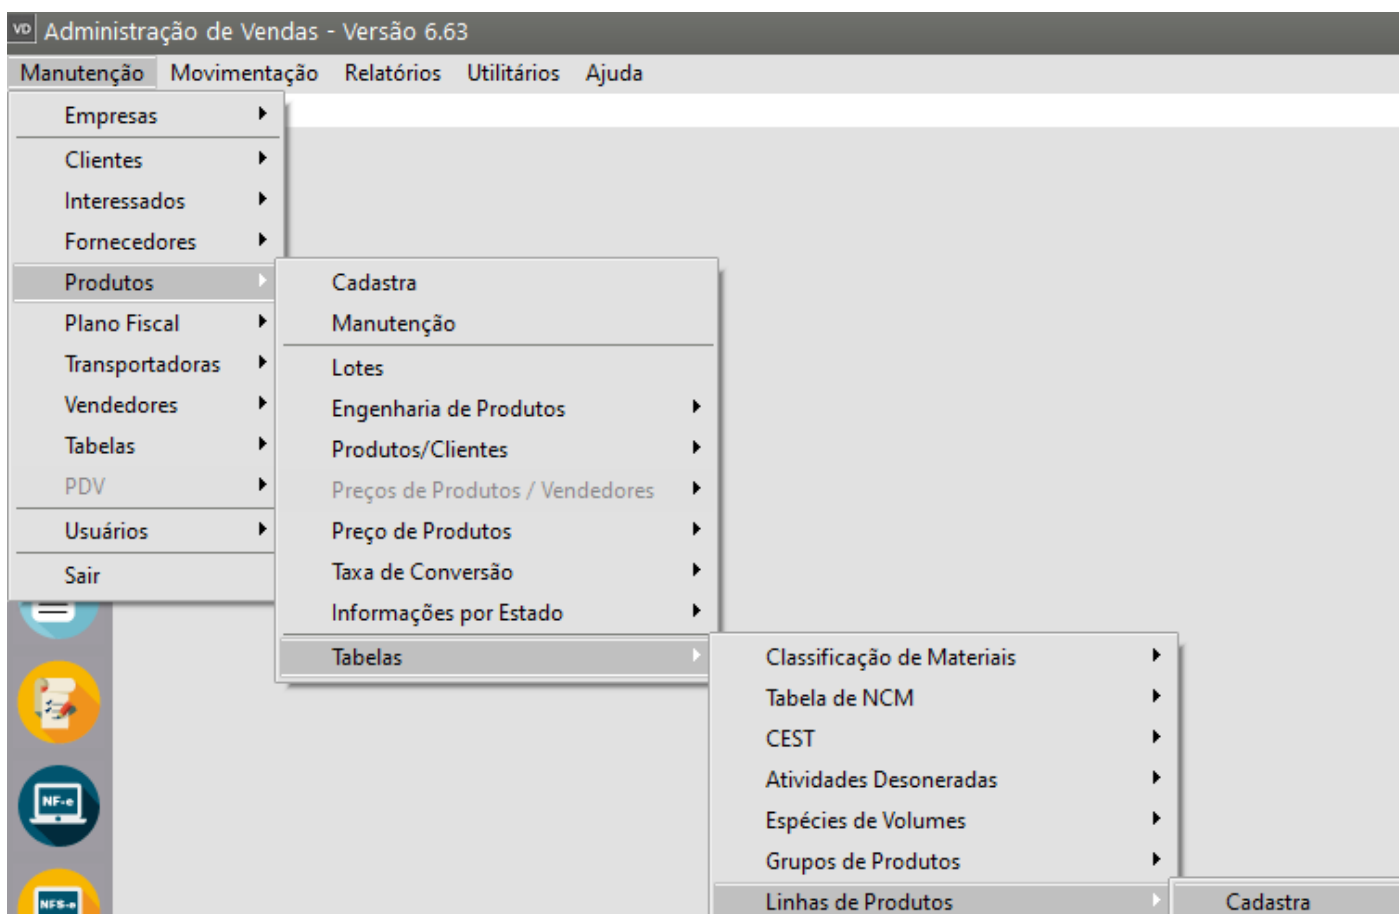 VD Administração de Vendas - Versão 6.63
Manutenção Movimentação Relatórios Utilitários Ajuda
Empresas
Clientes
Interessados
Fornecedores
Produtos
Plano Fiscal
Transportadoras
Vendedores
Tabelas
PDV
Usuários
Sair
Cadastra
Manutenção
Lotes
Engenharia de Produtos
Produtos/Clientes
Preços de Produtos / Vendedores
Preço de Produtos
Taxa de Conversão
Informações por Estado
Tabelas
Classificação de Materiais
Tabela de NCM
CEST
Atividades Desoneradas
Espécies de Volumes
Grupos de Produtos
Linhas de Produtos
Cadastra
NF-e
NFS-e